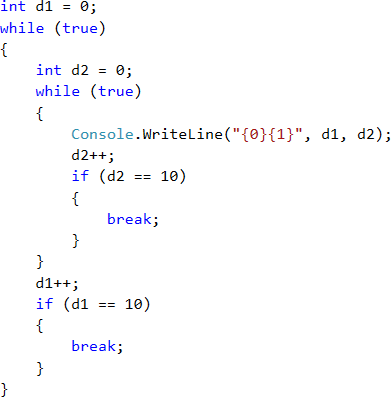 int d1 = 0;
while (true)
{
    int d2 = 0;
    while (true)
    {
        Console.WriteLine("{0}{1}", d1, d2);
        d2++;
        if (d2 == 10)
        {
            break;
        }
    }
    d1++;
    if (d1 == 10)
    {
        break;
    }
}